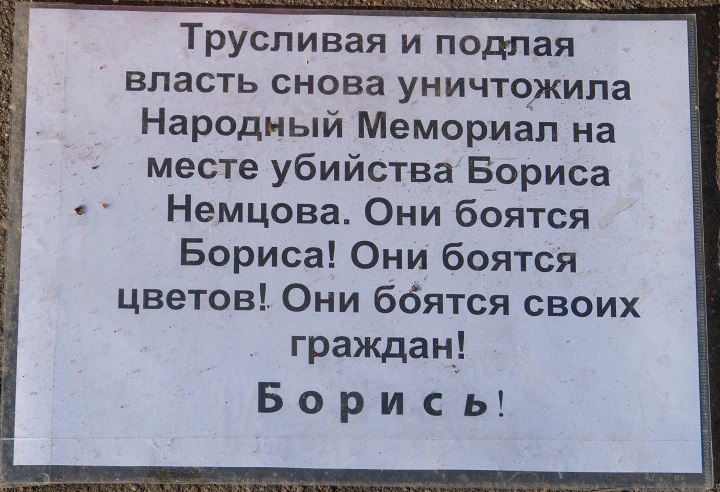 Трусливая и подлая
власть снова уничтожила
Народный Мемориал на
месте убийства Бориса
Немцова. Они боятся
Бориса! Они боятся
цветов! Они боятся своих
граждан!
Борись!